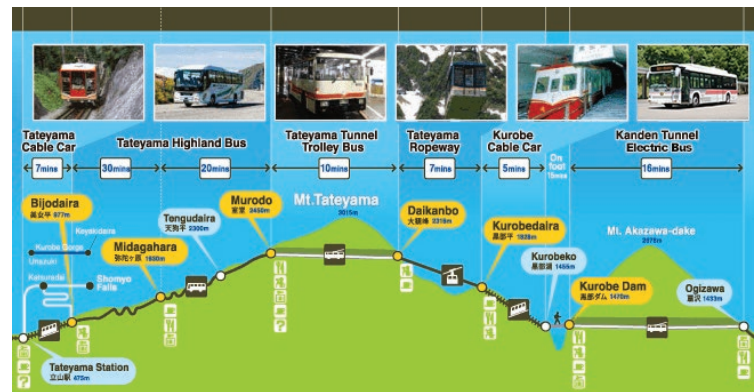 Tateyama
Cable Car
7mins
Tateyama Highland Bus
30mins
20mins
Tateyama Tunnel
Trolley Bus
10mins
Tateyama
Ropeway
7mins
Kurobe
Cable Car
5mins
On
foot
15mins
Kanden Tunnel
Electric Bus
16mins
Bijodaira
美女平 977m
Keyakidaira
Kurobe Gorge
Unazuki
Katsuradai
Shomyo
Falls
Midagahara
弥陀ヶ原 1930m
Tengudaira
天狗平 2300m
Murodo
室堂 2450m
Mt.Tateyama
3015m
Daikanbo
大観峰 2316m
Kurobedaira
黒部平 1828m
Kurobeko
黒部湖 1455m
Mt. Akazawa-dake
2678m
Kurobe Dam
黒部ダム 1470m
Ogizawa
扇沢 1433m
Tateyama Station
立山駅 475m